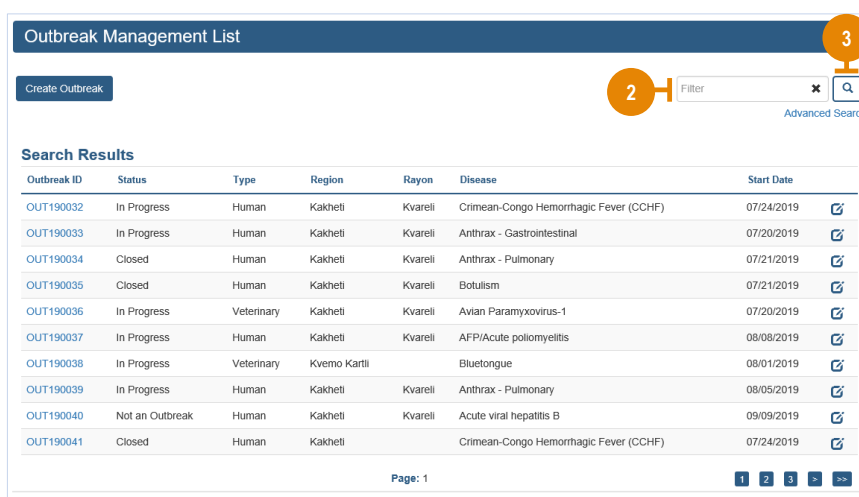 Outbreak Management List
3
Create Outbreak
2
Filter
Advanced Searc
Search Results
Outbreak ID Status Type Region Rayon Disease Start Date
OUT190032 In Progress Human Kakheti Kvareli Crimean-Congo Hemorrhagic Fever (CCHF) 07/24/2019
OUT190033 In Progress Human Kakheti Kvareli Anthrax - Gastrointestinal 07/20/2019
OUT190034 Closed Human Kakheti Kvareli Anthrax - Pulmonary 07/21/2019
OUT190035 Closed Human Kakheti Kvareli Botulism 07/21/2019
OUT190036 In Progress Veterinary Kakheti Kvareli Avian Paramyxovirus-1 07/20/2019
OUT190037 In Progress Human Kakheti Kvareli AFP/Acute poliomyelitis 08/08/2019
OUT190038 In Progress Veterinary Kvemo Kartli Bluetongue 08/01/2019
OUT190039 In Progress Human Kakheti Kvareli Anthrax - Pulmonary 08/05/2019
OUT190040 Not an Outbreak Human Kakheti Kvareli Acute viral hepatitis B 09/09/2019
OUT190041 Closed Human Kakheti Crimean-Congo Hemorrhagic Fever (CCHF) 07/24/2019
Page: 1 1 2 3 > >>